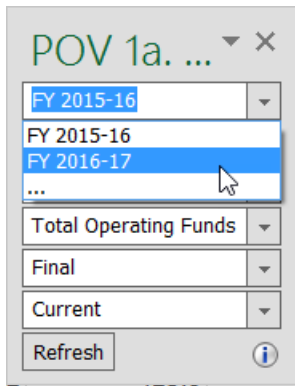 POV 1a. ...
FY 2015-16
FY 2015-16
FY 2016-17
...
Total Operating Funds
Final
Current
Refresh